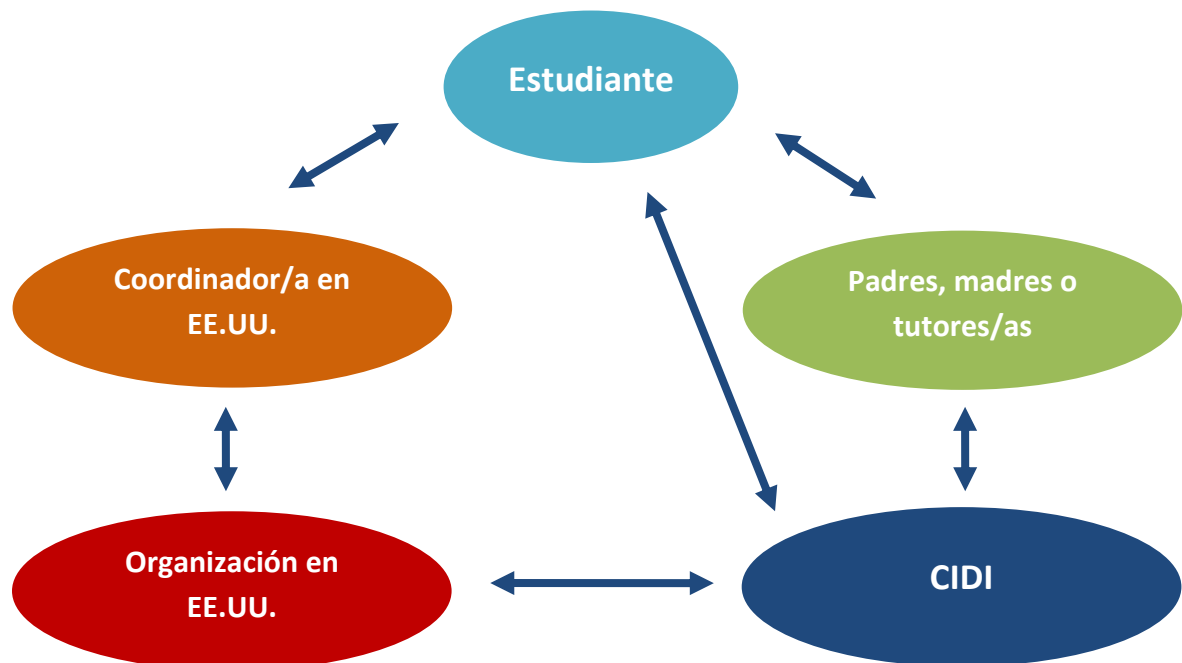 Estudiante
Coordinador/a en
EE.UU.
Padres, madres o
tutores/as
Organización en
EE.UU.
CIDI